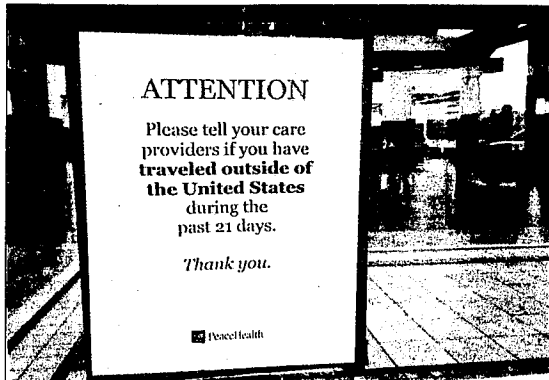 ATTENTION
Please tell your care
providers if you have
traveled outside of
the United States
during the
past 21 days.
Thank you.
PeaceHealth